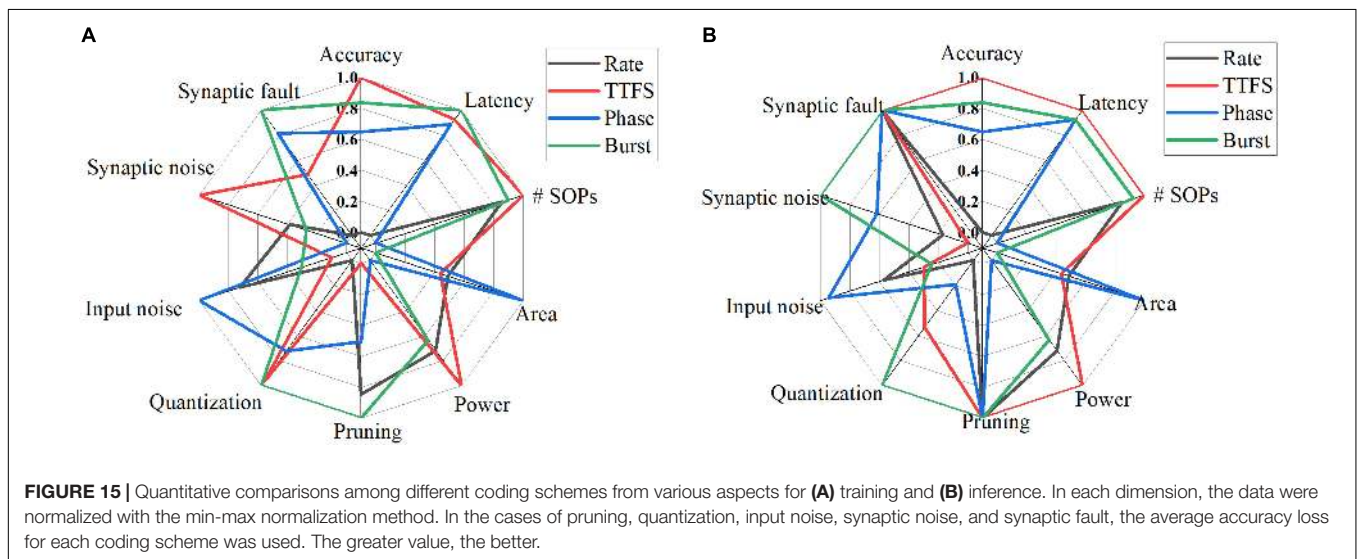 A
Accuracy
1.0
0.8
0.6
0.4
0.2
0.0
Latency
# SOPs
Area
Power
Pruning
Quantization
Input noise
Synaptic noise
Synaptic fault
Rate
TTFS
Phase
Burst
B
Accuracy
1.0
0.8
0.6
0.4
0.2
0.0
Latency
# SOPs
Area
Power
Pruning
Quantization
Input noise
Synaptic noise
Synaptic fault
Rate
TTFS
Phase
Burst
FIGURE 15 | Quantitative comparisons among different coding schemes from various aspects for (A) training and (B) inference. In each dimension, the data were
normalized with the min-max normalization method. In the cases of pruning, quantization, input noise, synaptic noise, and synaptic fault, the average accuracy loss
for each coding scheme was used. The greater value, the better.